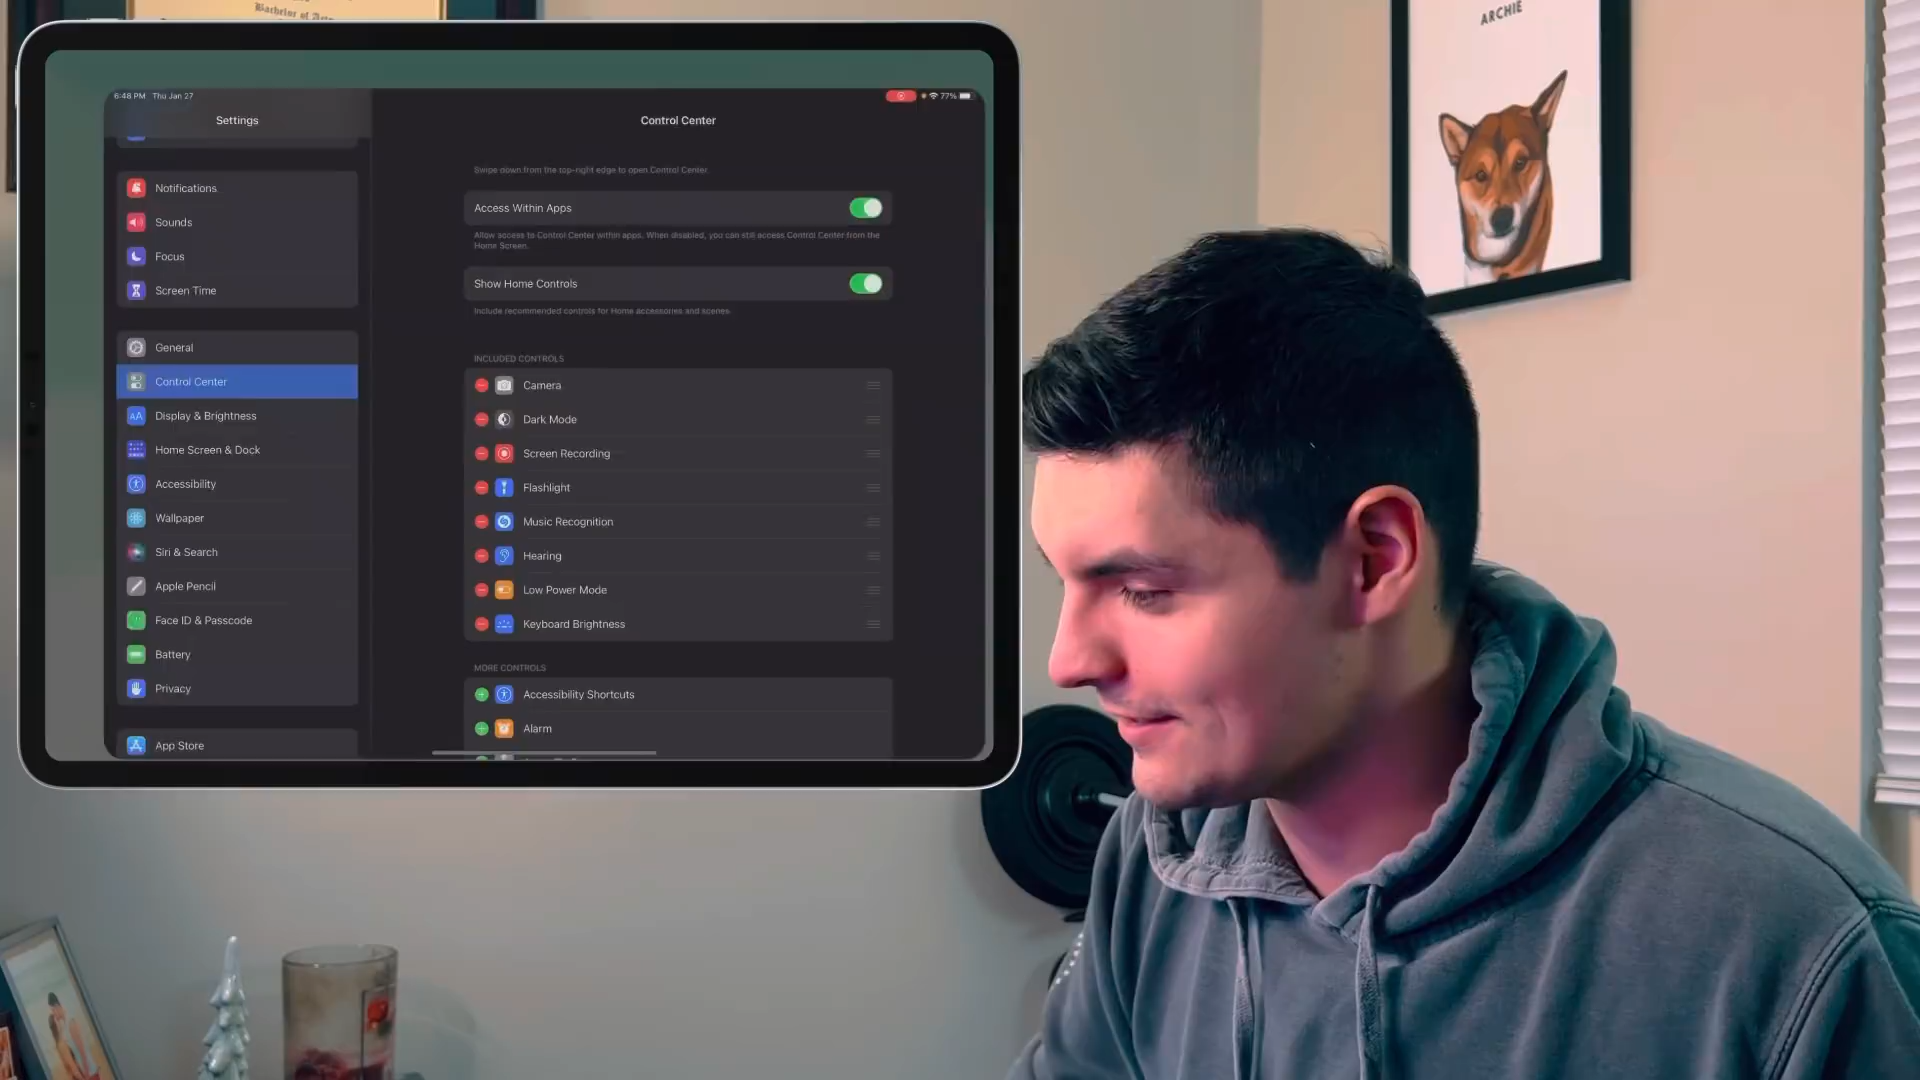 Bachelor of Arts
ARCHIE
6:48 PM Thu Jan 27
77%
Settings
Control Center
Notifications
Sounds
Focus
Screen Time
General
Control Center
Display & Brightness
Home Screen & Dock
Accessibility
Wallpaper
Siri & Search
Apple Pencil
Face ID & Passcode
Battery
Privacy
App Store
Swipe down from the top-right edge to open Control Center.
Access Within Apps
Allow access to Control Center within apps. When disabled, you can still access Control Center from the
Home Screen.
Show Home Controls
Include recommended controls for Home accessories and scenes.
INCLUDED CONTROLS
Camera
Dark Mode
Screen Recording
Flashlight
Music Recognition
Hearing
Low Power Mode
Keyboard Brightness
MORE CONTROLS
Accessibility Shortcuts
Alarm